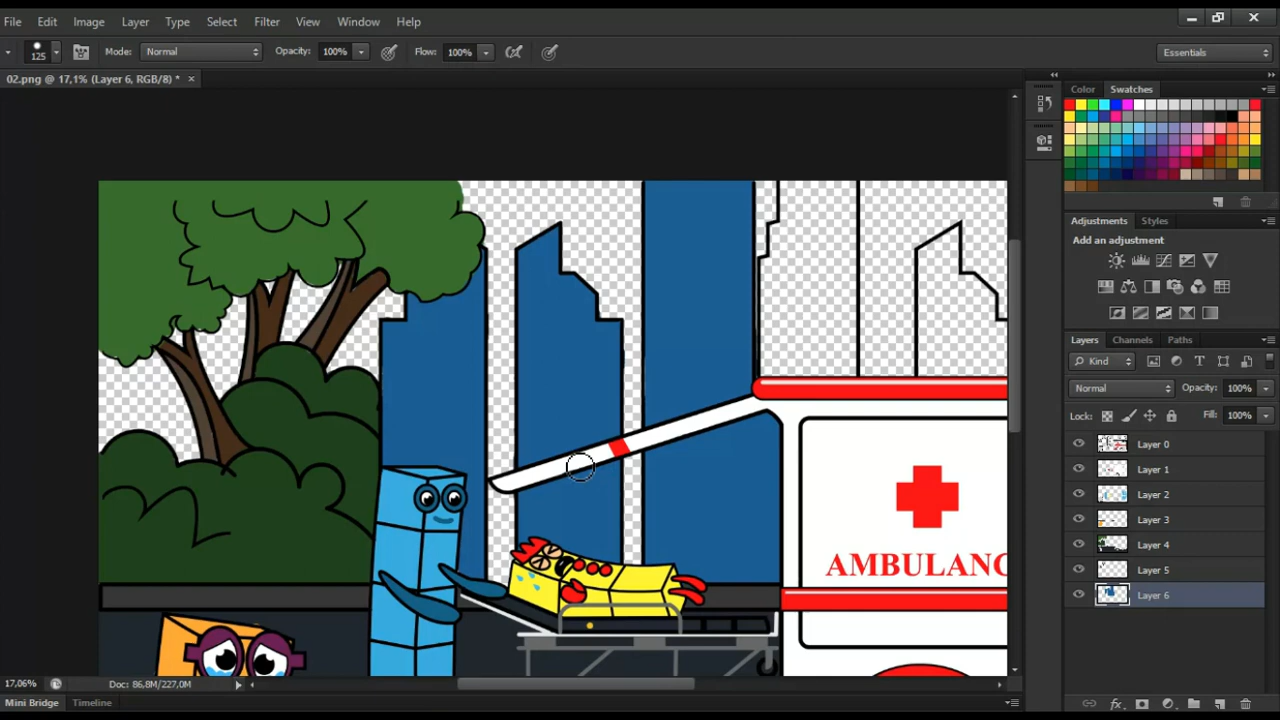 File Edit Image Layer Type Select Filter View Window Help
125 Mode: Normal Opacity: 100% Flow: 100% Essentials
02.png @ 17,1% (Layer 6, RGB/8) * ×
Color Swatches
Adjustments Styles
Add an adjustment
Layers Channels Paths
Kind
Normal Opacity: 100%
Lock: Fill: 100%
Layer 0
Layer 1
Layer 2
Layer 3
Layer 4
Layer 5
Layer 6
AMBULANC
17,06% Doc: 86,8M/227,0M
Mini Bridge Timeline